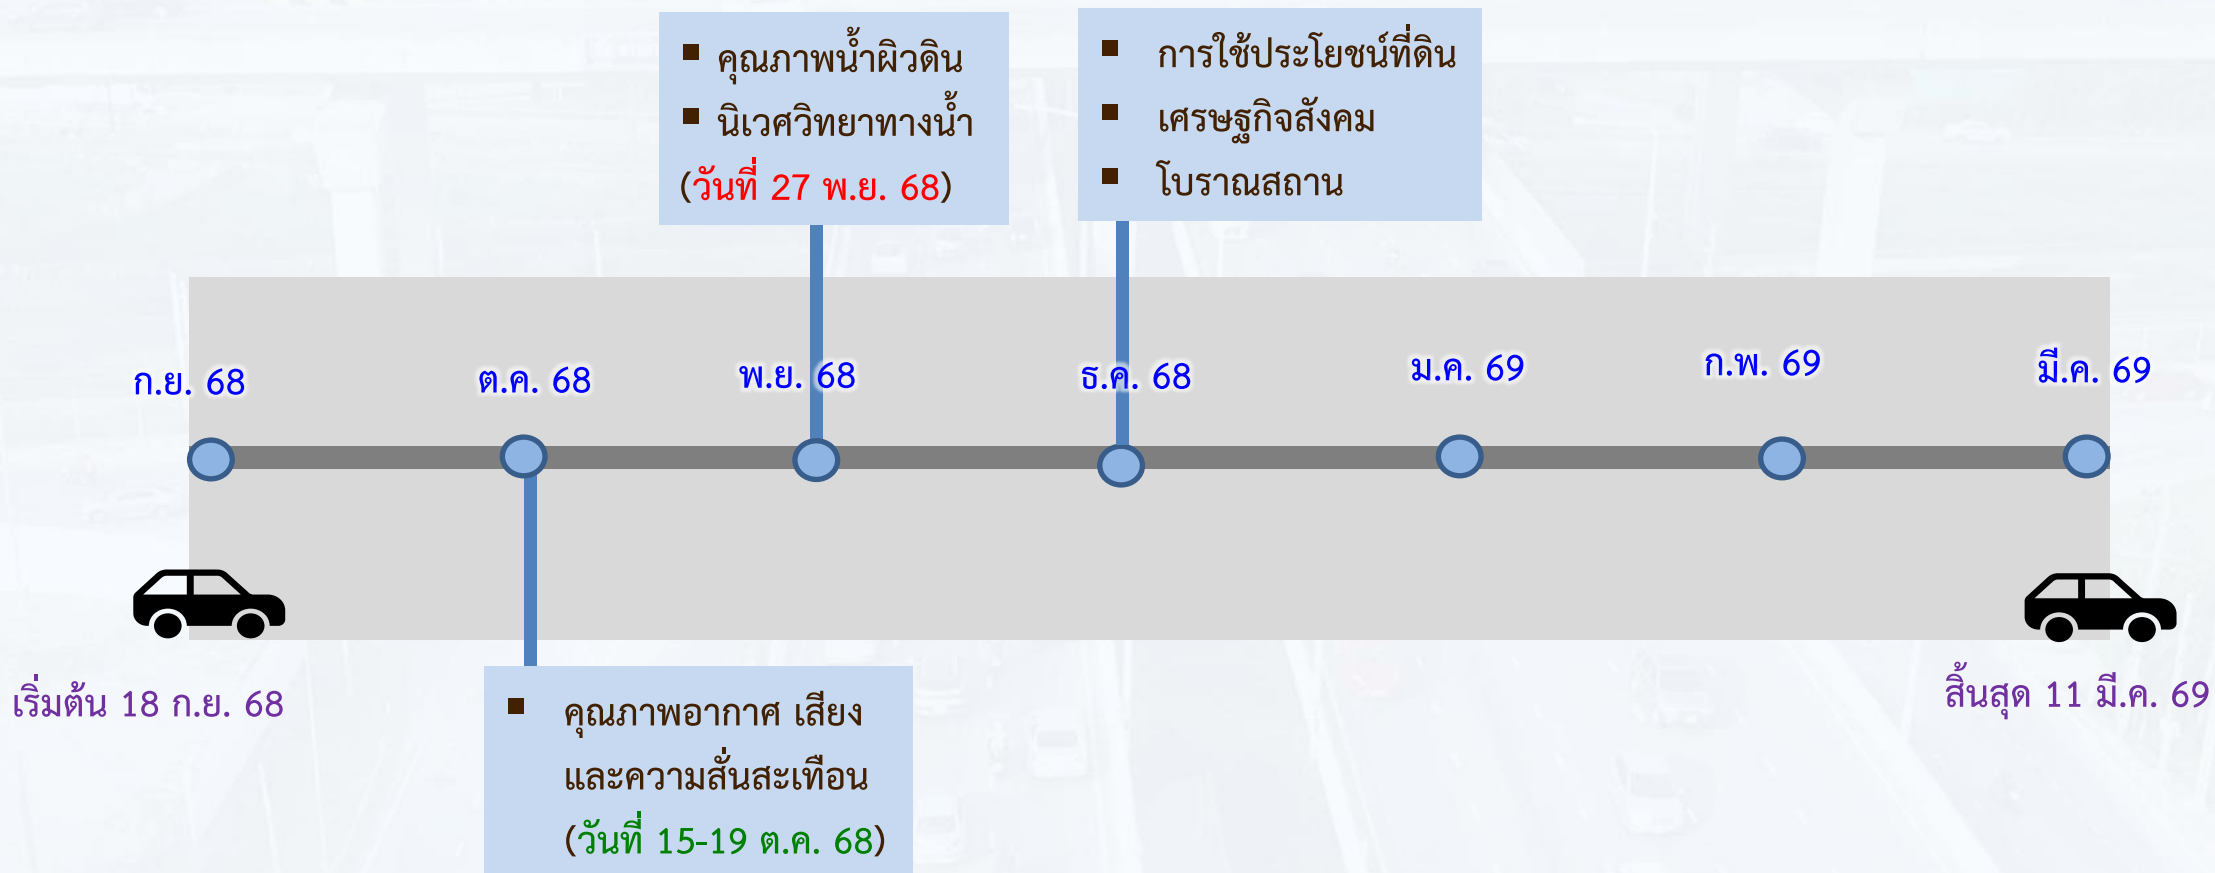 คุณภาพน้ำผิวดิน
นิเวศวิทยาทางน้ำ
(วันที่ 27 พ.ย. 68)
การใช้ประโยชน์ที่ดิน
เศรษฐกิจสังคม
โบราณสถาน
ก.ย. 68
ต.ค. 68
พ.ย. 68
ธ.ค. 68
ม.ค. 69
ก.พ. 69
มี.ค. 69
เริ่มต้น 18 ก.ย. 68
สิ้นสุด 11 มี.ค. 69
คุณภาพอากาศ เสียง
และความสั่นสะเทือน
(วันที่ 15-19 ต.ค. 68)